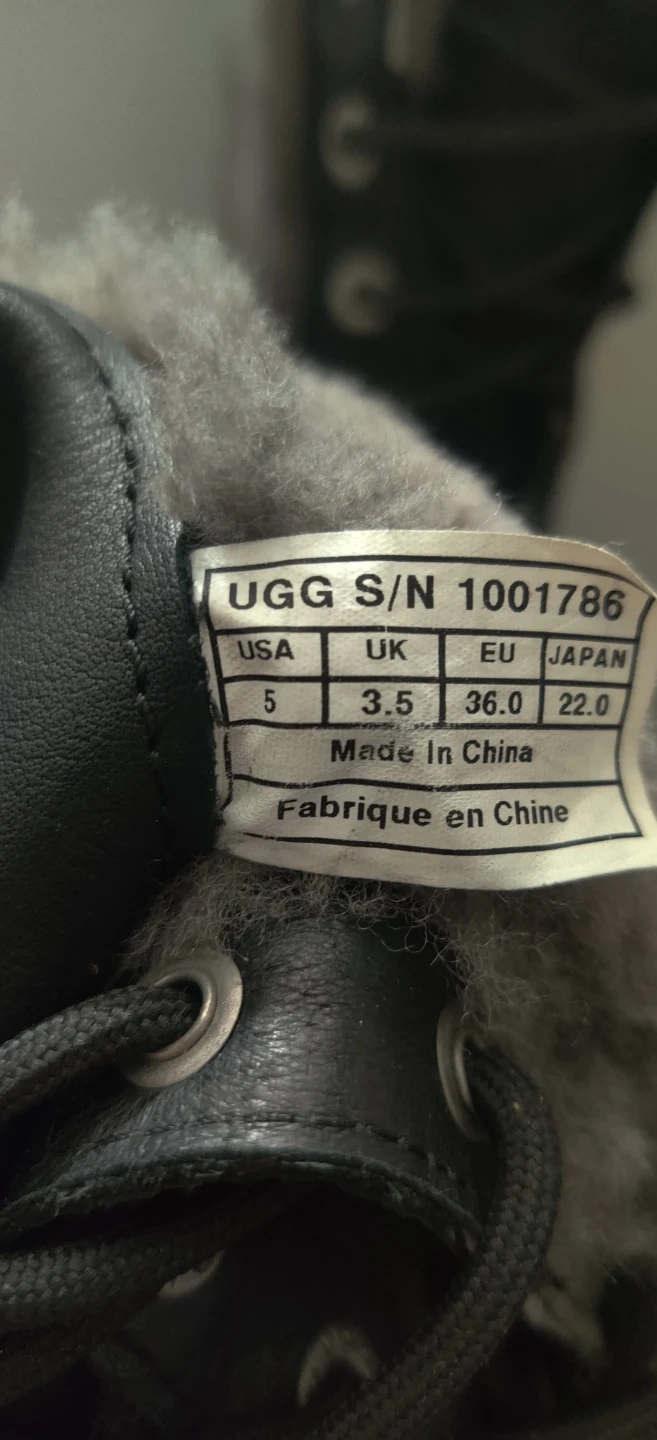 UGG S/N 1001786
USA UK EU JAPAN
5 3.5 36.0 22.0
Made In China
Fabrique en Chine